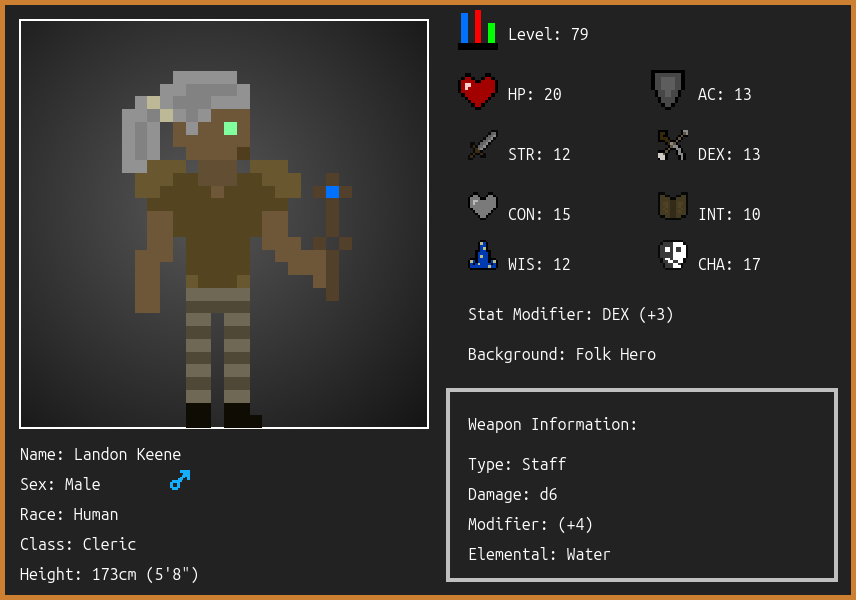 Level: 79
HP: 20
AC: 13
STR: 12
DEX: 13
CON: 15
INT: 10
WIS: 12
CHA: 17
Stat Modifier: DEX (+3)
Background: Folk Hero
Weapon Information:
Type: Staff
Damage: d6
Modifier: (+4)
Elemental: Water
Name: Landon Keene
Sex: Male
Race: Human
Class: Cleric
Height: 173cm (5'8")